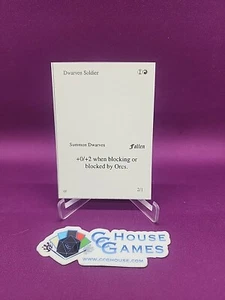 Dwarven Soldier
Summon Dwarves
Fallen
+0/+2 when blocking or
blocked by Orcs.
2/1
HOUSE
GAMES